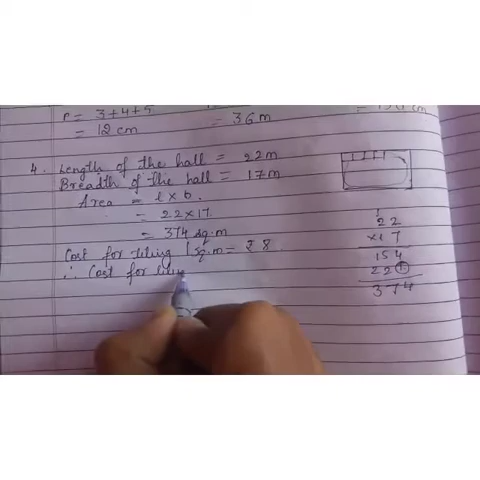 P = 3+4+5
= 12 cm
= 36 m
4. Length of the hall = 22 m
Breadth of the hall = 17 m
Area = l × b.
= 22 × 17
= 374 sq.m
Cost for tiling 1 sq.m = ₹ 8.
∴ Cost for tiling
22
×17
154
22+
374